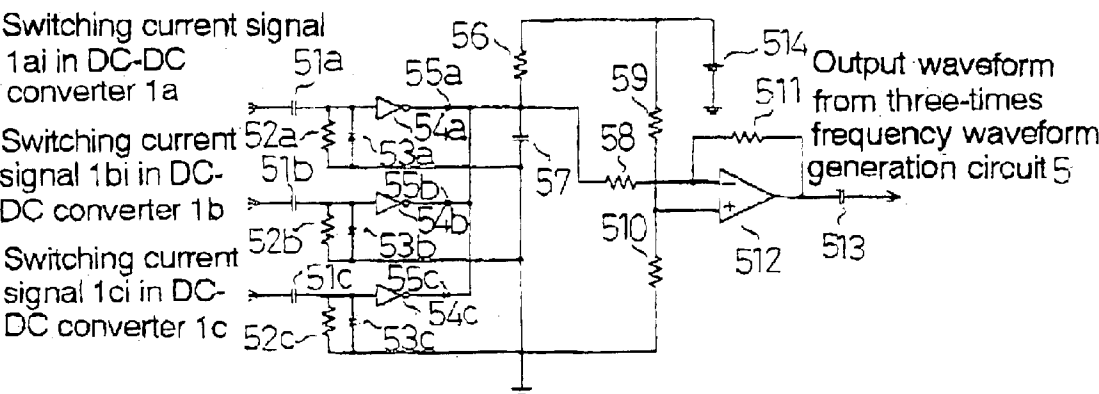 Switching current signal
1ai in DC-DC
converter 1a
Switching current
signal 1bi in DC-
DC converter 1b
Switching current
signal 1ci in DC-
DC converter 1c
51a
52a
53a
54a
55a
51b
52b
53b
54b
55b
51c
52c
53c
54c
55c
56
57
58
59
510
511
512
513
514
Output waveform
from three-times
frequency waveform
generation circuit 5
−
+